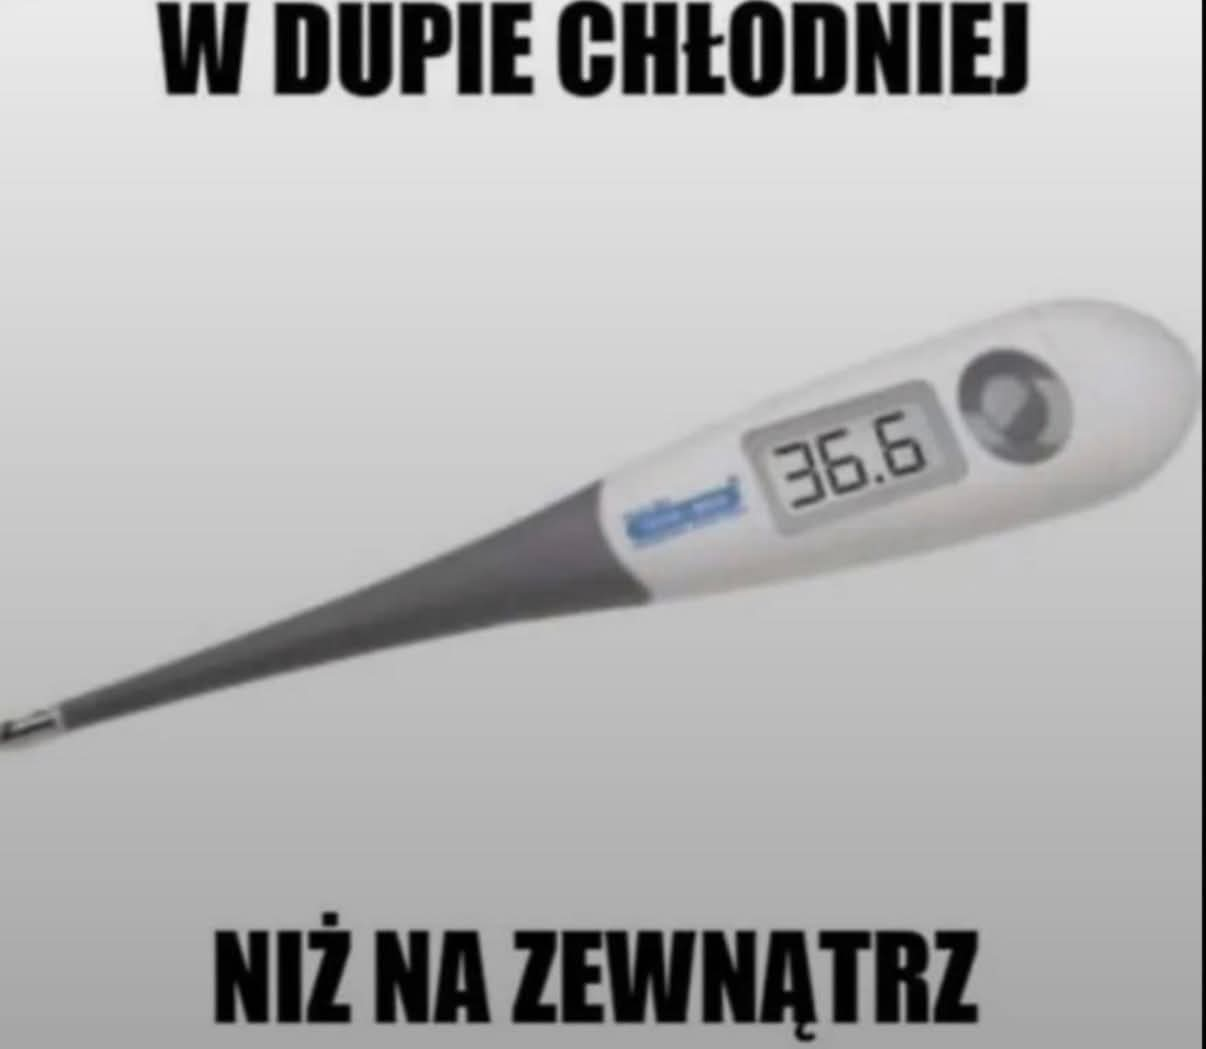 W DUPIE CHŁODNIEJ
36.6
NIŻ NA ZEWNĄTRZ